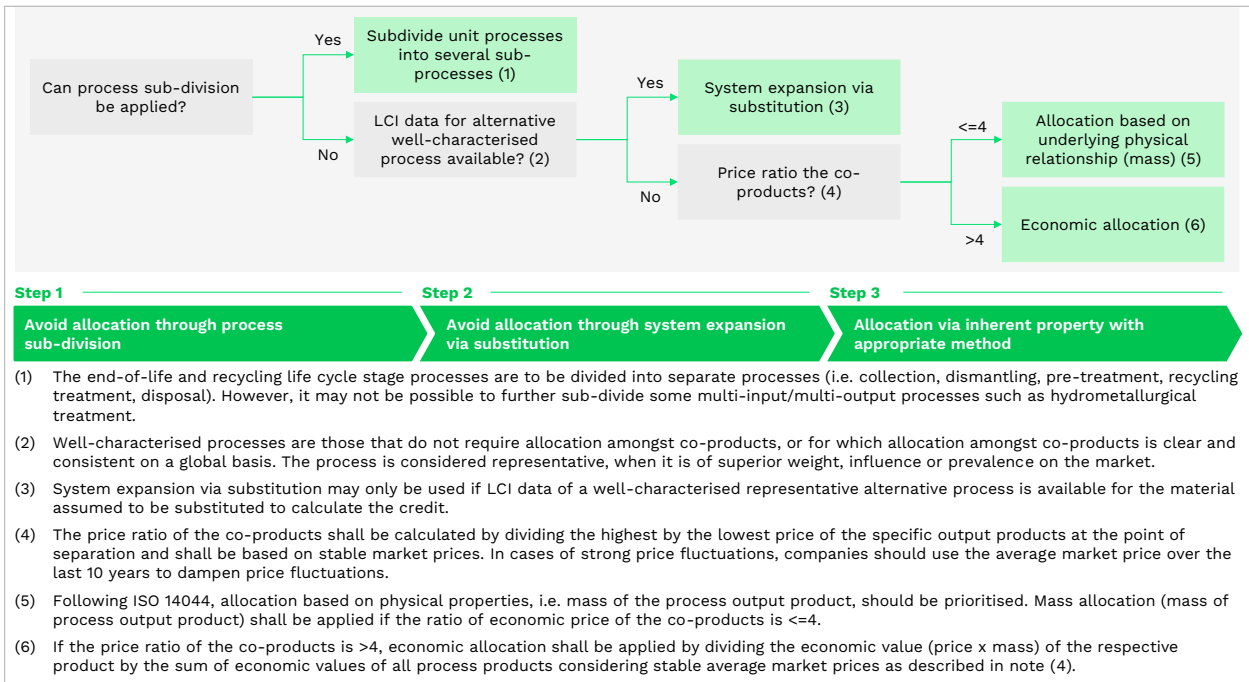 Can process sub-division
be applied?
Yes
Subdivide unit processes
into several sub-
processes (1)
No
LCI data for alternative
well-characterised
process available? (2)
Yes
System expansion via
substitution (3)
No
Price ratio the co-
products? (4)
<=4
Allocation based on
underlying physical
relationship (mass) (5)
>4
Economic allocation (6)
Step 1
Step 2
Step 3
Avoid allocation through process
sub-division
Avoid allocation through system expansion
via substitution
Allocation via inherent property with
appropriate method
(1) The end-of-life and recycling life cycle stage processes are to be divided into separate processes (i.e. collection, dismantling, pre-treatment, recycling
treatment, disposal). However, it may not be possible to further sub-divide some multi-input/multi-output processes such as hydrometallurgical
treatment.
(2) Well-characterised processes are those that do not require allocation amongst co-products, or for which allocation amongst co-products is clear and
consistent on a global basis. The process is considered representative, when it is of superior weight, influence or prevalence on the market.
(3) System expansion via substitution may only be used if LCI data of a well-characterised representative alternative process is available for the material
assumed to be substituted to calculate the credit.
(4) The price ratio of the co-products shall be calculated by dividing the highest by the lowest price of the specific output products at the point of
separation and shall be based on stable market prices. In cases of strong price fluctuations, companies should use the average market price over the
last 10 years to dampen price fluctuations.
(5) Following ISO 14044, allocation based on physical properties, i.e. mass of the process output product, should be prioritised. Mass allocation (mass of
process output product) shall be applied if the ratio of economic price of the co-products is <=4.
(6) If the price ratio of the co-products is >4, economic allocation shall be applied by dividing the economic value (price x mass) of the respective
product by the sum of economic values of all process products considering stable average market prices as described in note (4).